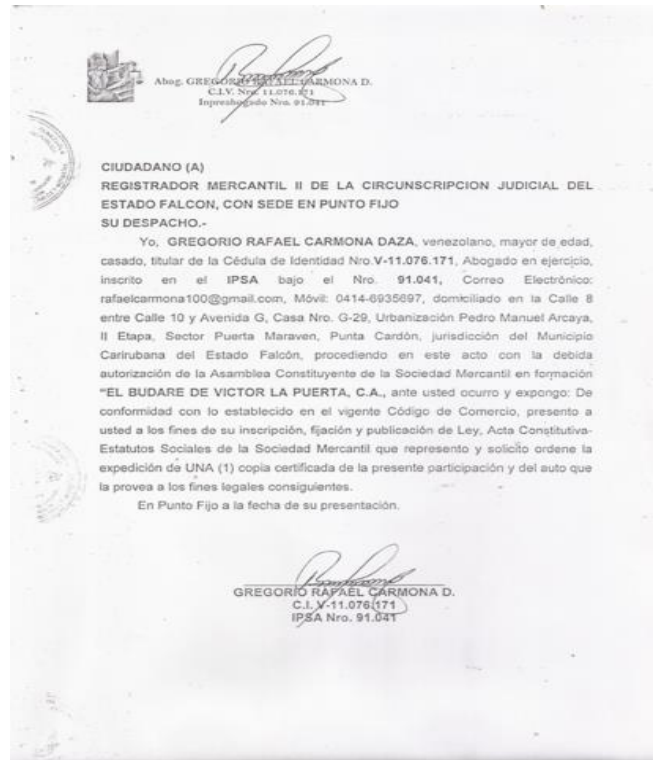 Abog. GREGORIO RAFAEL CARMONA D.
C.I.V. Nro. 11.076.171
Inpreabogado Nro. 91.041
CIUDADANO (A)
REGISTRADOR MERCANTIL II DE LA CIRCUNSCRIPCION JUDICIAL DEL
ESTADO FALCON, CON SEDE EN PUNTO FIJO
SU DESPACHO.-
Yo, GREGORIO RAFAEL CARMONA DAZA, venezolano, mayor de edad,
casado, titular de la Cédula de Identidad Nro.V-11.076.171, Abogado en ejercicio,
inscrito en el IPSA bajo el Nro. 91.041, Correo Electrónico:
rafaelcarmona100@gmail.com, Móvil: 0414-6935697, domiciliado en la Calle 8
entre Calle 10 y Avenida G, Casa Nro. G-29, Urbanización Pedro Manuel Arcaya,
II Etapa, Sector Puerta Maraven, Punta Cardón, jurisdicción del Municipio
Carirubana del Estado Falcón, procediendo en este acto con la debida
autorización de la Asamblea Constituyente de la Sociedad Mercantil en formación
"EL BUDARE DE VICTOR LA PUERTA, C.A., ante usted ocurro y expongo: De
conformidad con lo establecido en el vigente Código de Comercio, presento a
usted a los fines de su inscripción, fijación y publicación de Ley, Acta Constitutiva-
Estatutos Sociales de la Sociedad Mercantil que represento y solicito ordene la
expedición de UNA (1) copia certificada de la presente participación y del auto que
la provea a los fines legales consiguientes.
En Punto Fijo a la fecha de su presentación.
GREGORIO RAFAEL CARMONA D.
C.I. V-11.076.171
IPSA Nro. 91.041